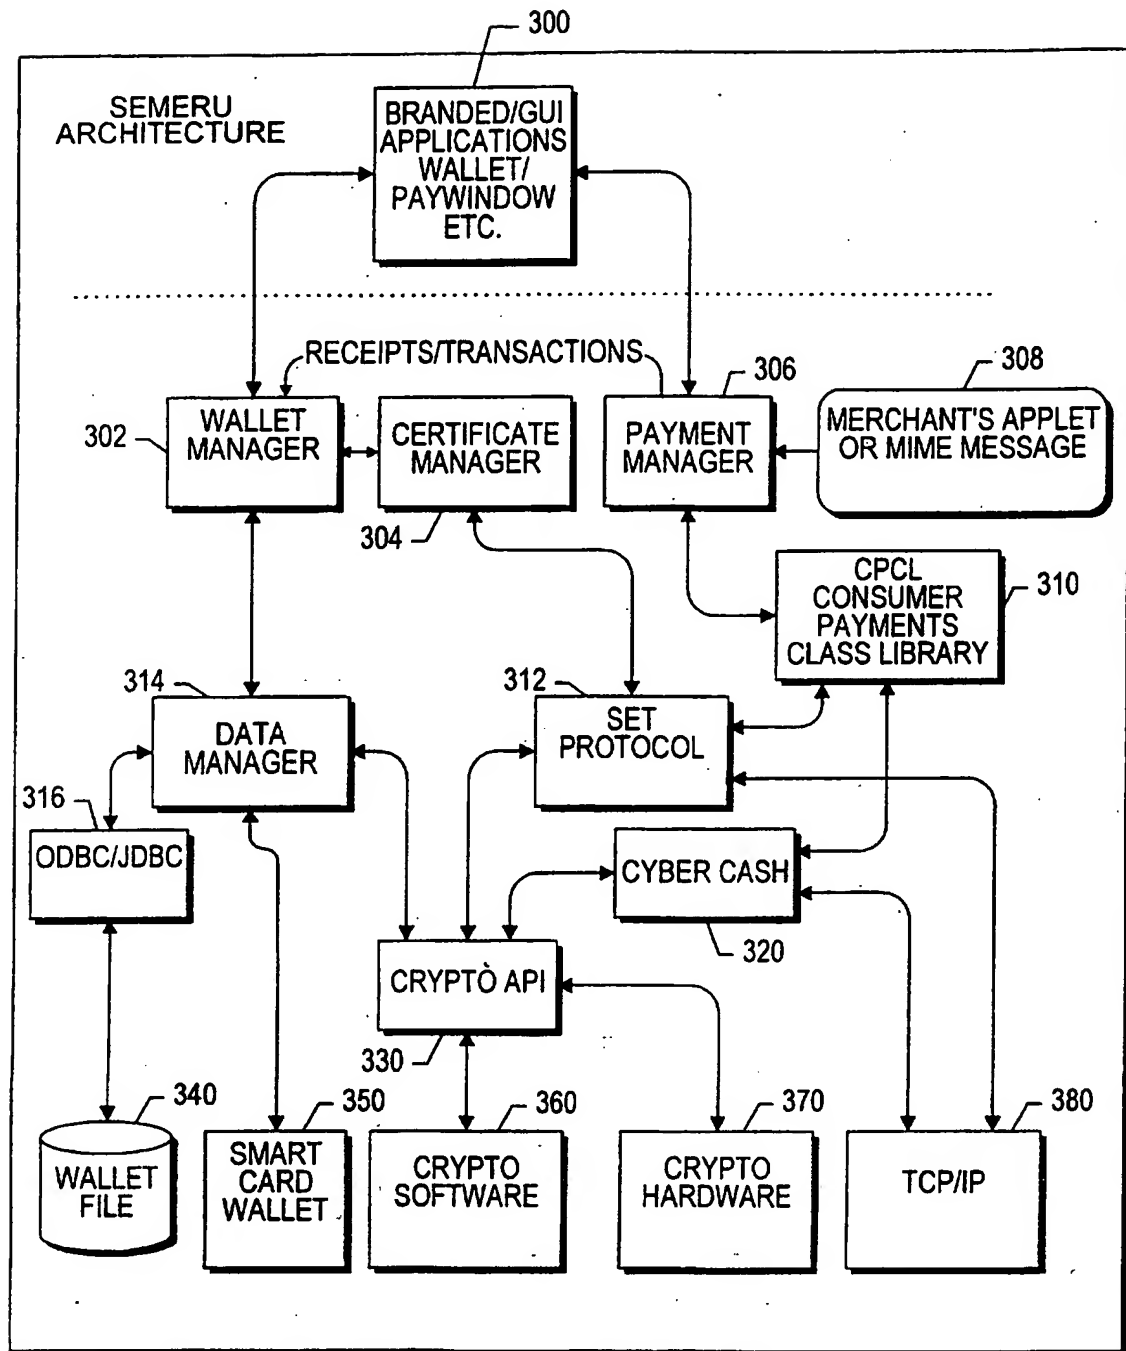 300
SEMERU
ARCHITECTURE
BRANDED/GUI
APPLICATIONS
WALLET/
PAYWINDOW
ETC.
RECEIPTS/TRANSACTIONS
306
308
302
WALLET
MANAGER
CERTIFICATE
MANAGER
PAYMENT
MANAGER
MERCHANT'S APPLET
OR MIME MESSAGE
304
CPCL
CONSUMER
PAYMENTS
CLASS LIBRARY
310
314
312
DATA
MANAGER
SET
PROTOCOL
316
ODBC/JDBC
CYBER CASH
320
CRYPTÒ API
330
340
350
360
370
380
WALLET
FILE
SMART
CARD
WALLET
CRYPTO
SOFTWARE
CRYPTO
HARDWARE
TCP/IP